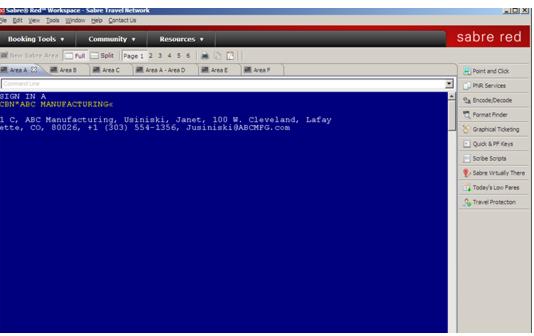 Sabre® Red™ Workspace - Sabre Travel Network
File Edit View Tools Window Help Contact Us
Booking Tools Community Resources
sabre red
New Sabre Area Full Split Page 1 2 3 4 5 6
Area A Area B Area C Area A - Area D Area E Area F
Command Line
SIGN IN A
CBN*ABC MANUFACTURING«
1 C, ABC Manufacturing, Usiniski, Janet, 100 W. Cleveland, Lafay
ette, CO, 80026, +1 (303) 554-1356, Jusiniski@ABCMFG.com
Point and Click
PNR Services
Encode/Decode
Format Finder
Graphical Ticketing
Quick & PF Keys
Scribe Scripts
Sabre Virtually There
Today's Low Fares
Travel Protection